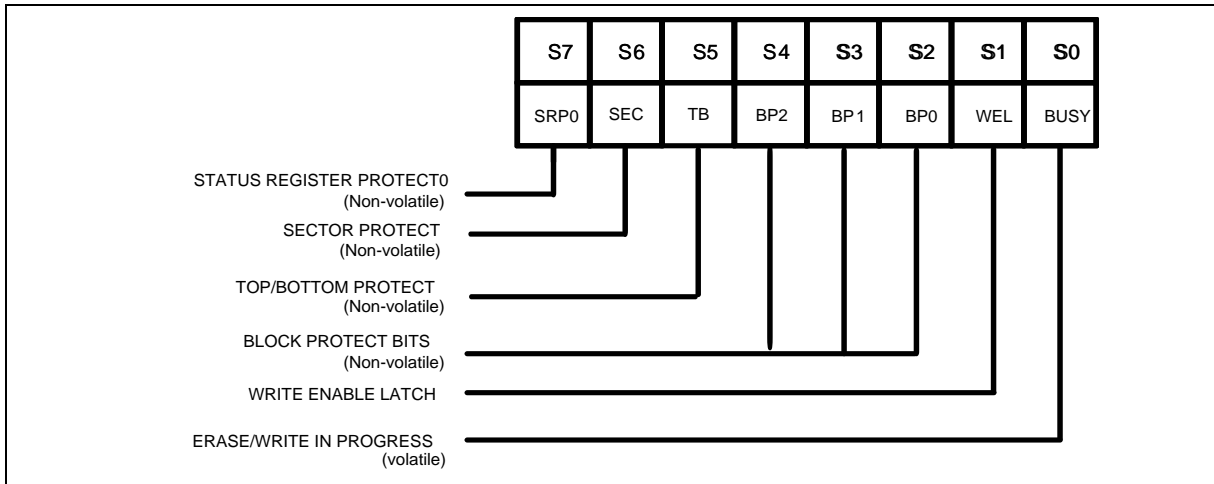 S7 S6 S5 S4 S3 S2 S1 S0
SRP0 SEC TB BP2 BP1 BP0 WEL BUSY
STATUS REGISTER PROTECT0
(Non-volatile)
SECTOR PROTECT
(Non-volatile)
TOP/BOTTOM PROTECT
(Non-volatile)
BLOCK PROTECT BITS
(Non-volatile)
WRITE ENABLE LATCH
ERASE/WRITE IN PROGRESS
(volatile)